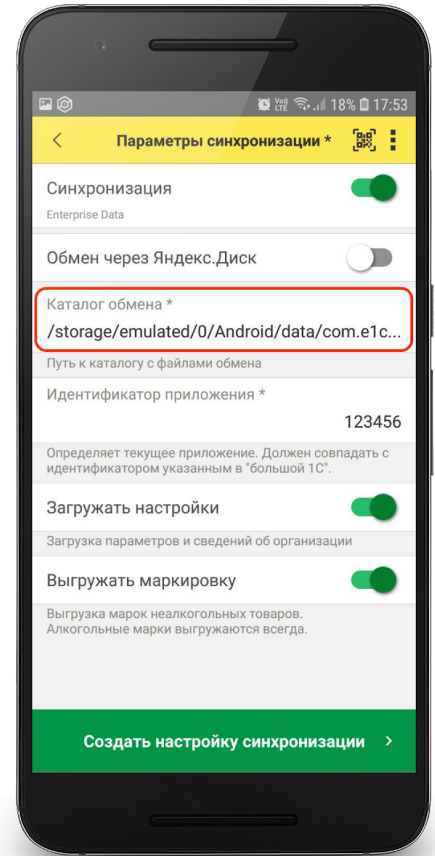 Vo))
LTE
18%
17:53
Параметры синхронизации *
Синхронизация
Enterprise Data
Обмен через Яндекс.Диск
Каталог обмена *
/storage/emulated/0/Android/data/com.e1c...
Путь к каталогу с файлами обмена
Идентификатор приложения *
123456
Определяет текущее приложение. Должен совпадать с
идентификатором указанным в "большой 1С".
Загружать настройки
Загрузка параметров и сведений об организации
Выгружать маркировку
Выгрузка марок неалкогольных товаров.
Алкогольные марки выгружаются всегда.
Создать настройку синхронизации